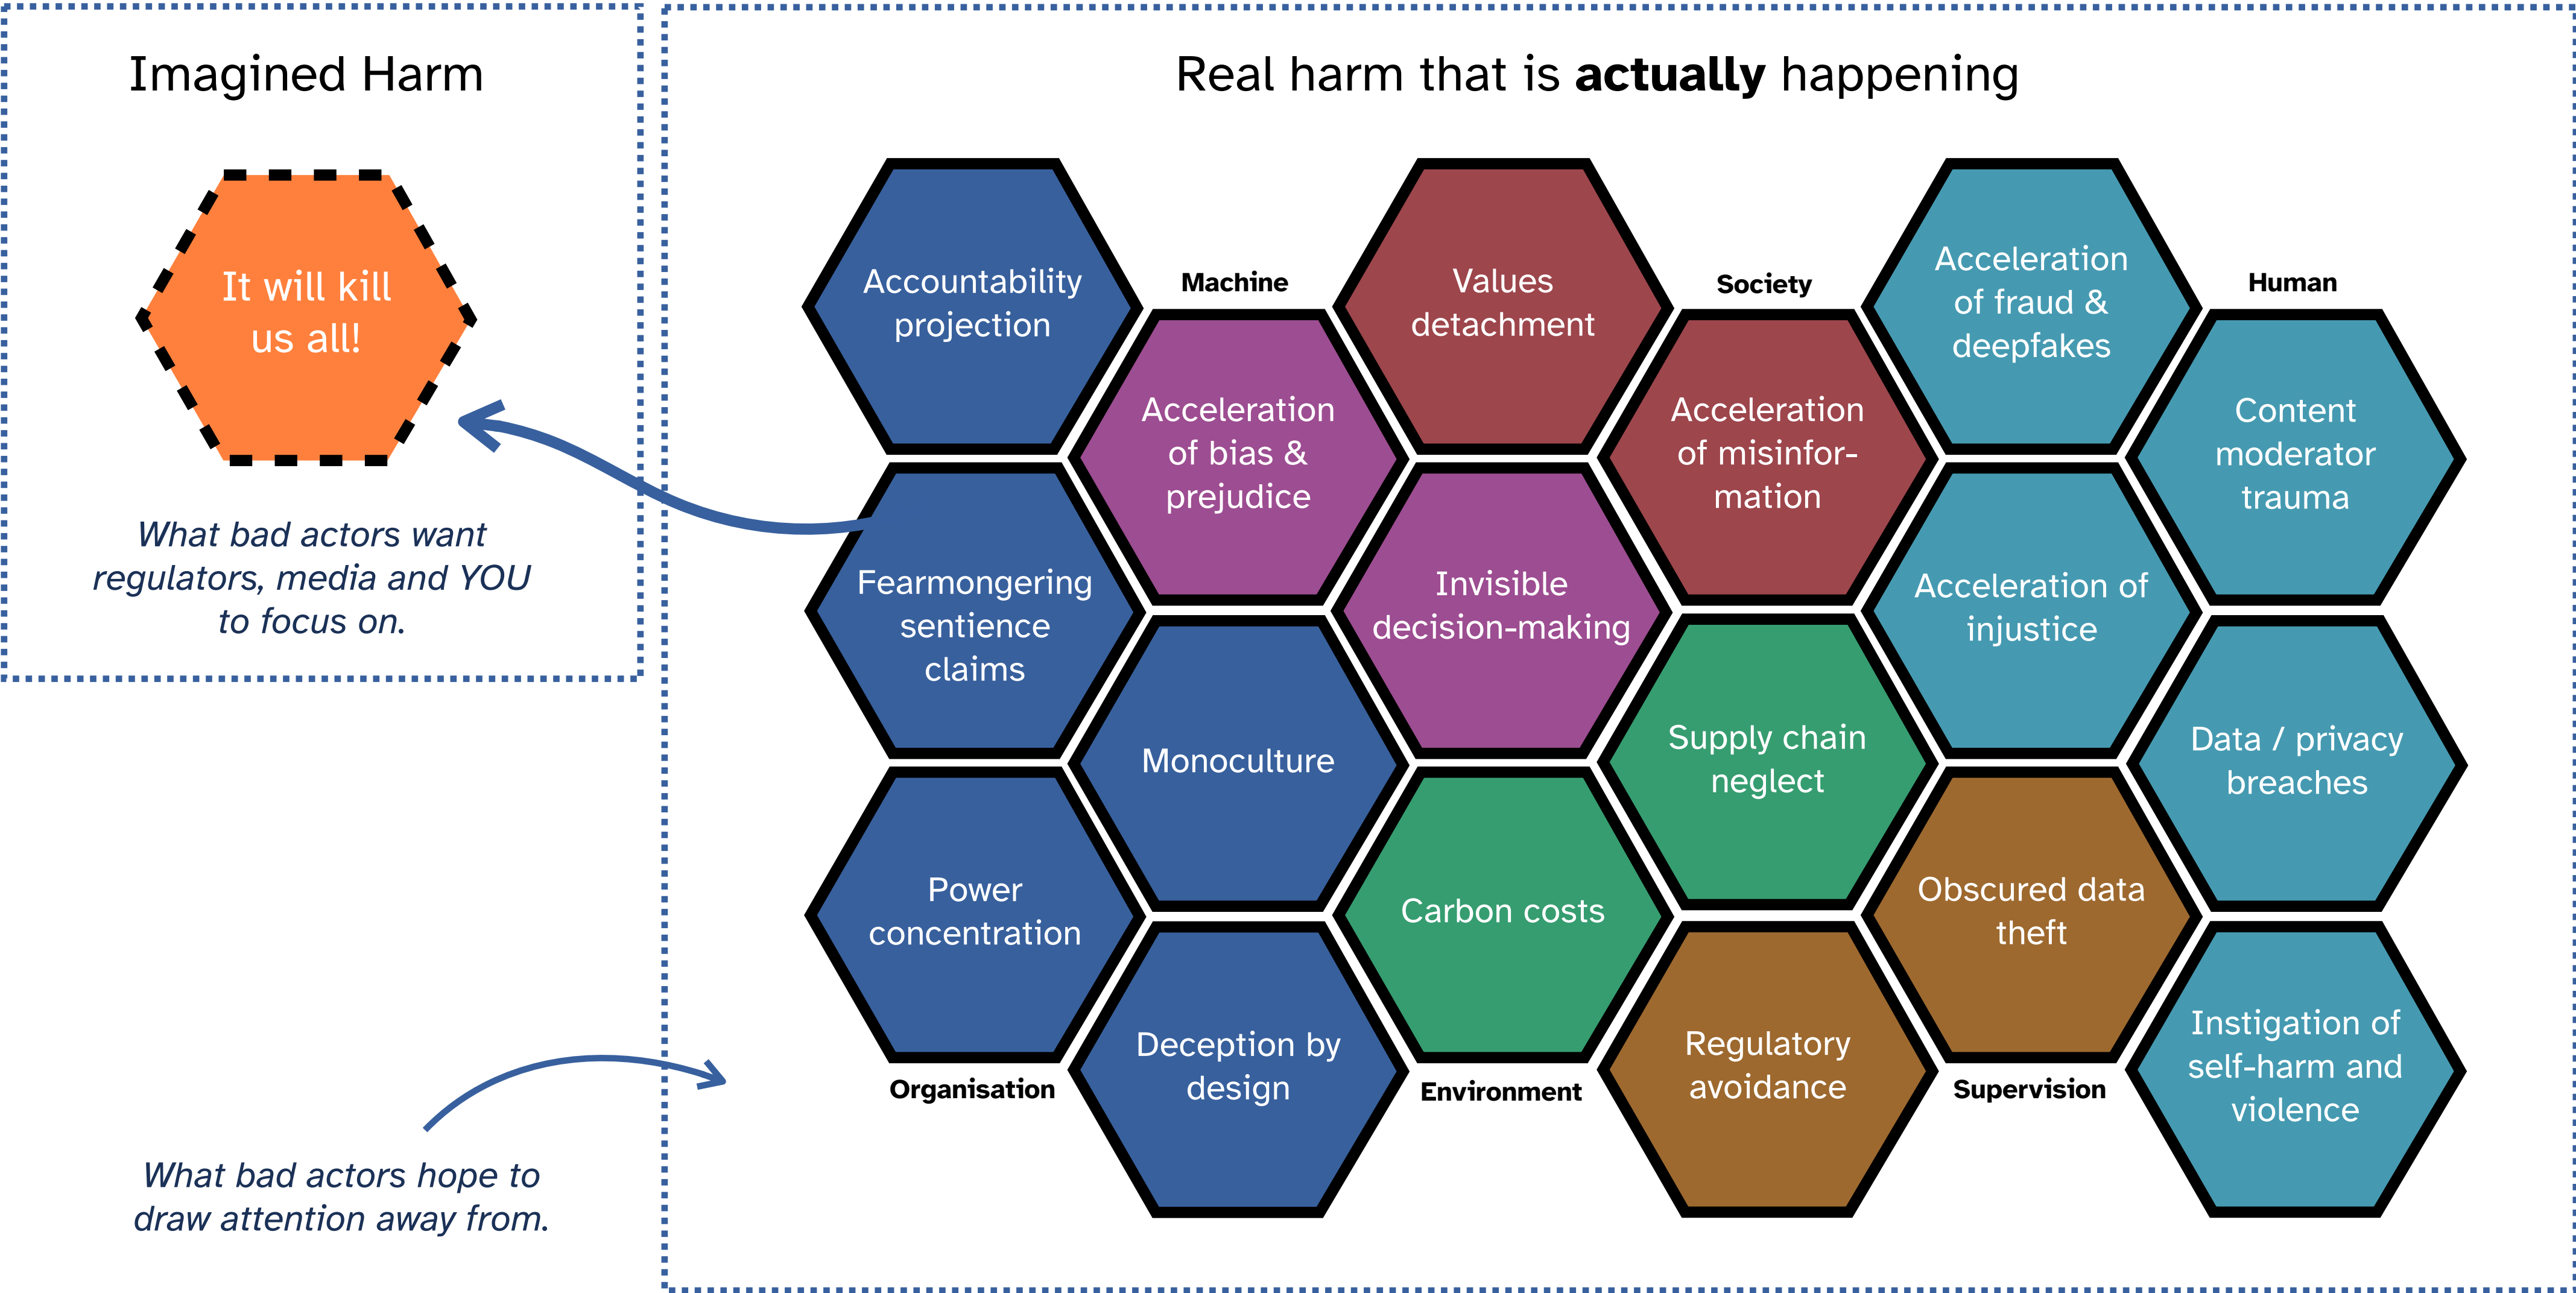 Imagined Harm
It will kill
us all!
What bad actors want
regulators, media and YOU
to focus on.
What bad actors hope to
draw attention away from.
Real harm that is actually happening
Accountability
projection
Fearmongering
sentience
claims
Power
concentration
Organisation
Machine
Acceleration
of bias &
prejudice
Monoculture
Deception by
design
Values
detachment
Invisible
decision-making
Carbon costs
Environment
Society
Acceleration
of misinfor-
mation
Supply chain
neglect
Regulatory
avoidance
Acceleration
of fraud &
deepfakes
Acceleration of
injustice
Obscured data
theft
Supervision
Human
Content
moderator
trauma
Data / privacy
breaches
Instigation of
self-harm and
violence